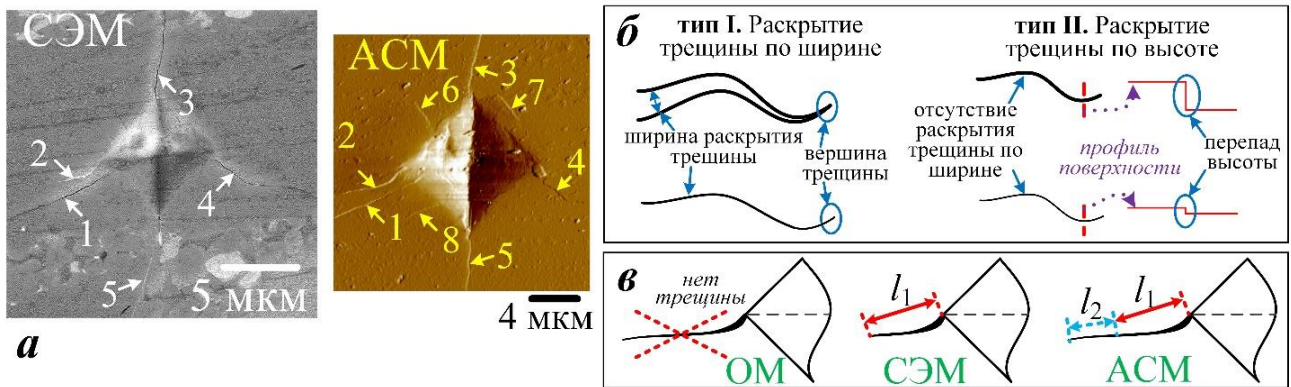 СЭМ
3
2
1
4
5
5 мкм
а
АСМ
3
6
7
2
4
1
8
5
4 мкм
б
тип I. Раскрытие
трещины по ширине
ширина раскрытия
трещины
вершина
трещины
тип II. Раскрытие
трещины по высоте
отсутствие
раскрытия
трещины по
ширине
профиль
поверхности
перепад
высоты
в
нет
трещины
ОМ
l1
СЭМ
l2
l1
АСМ